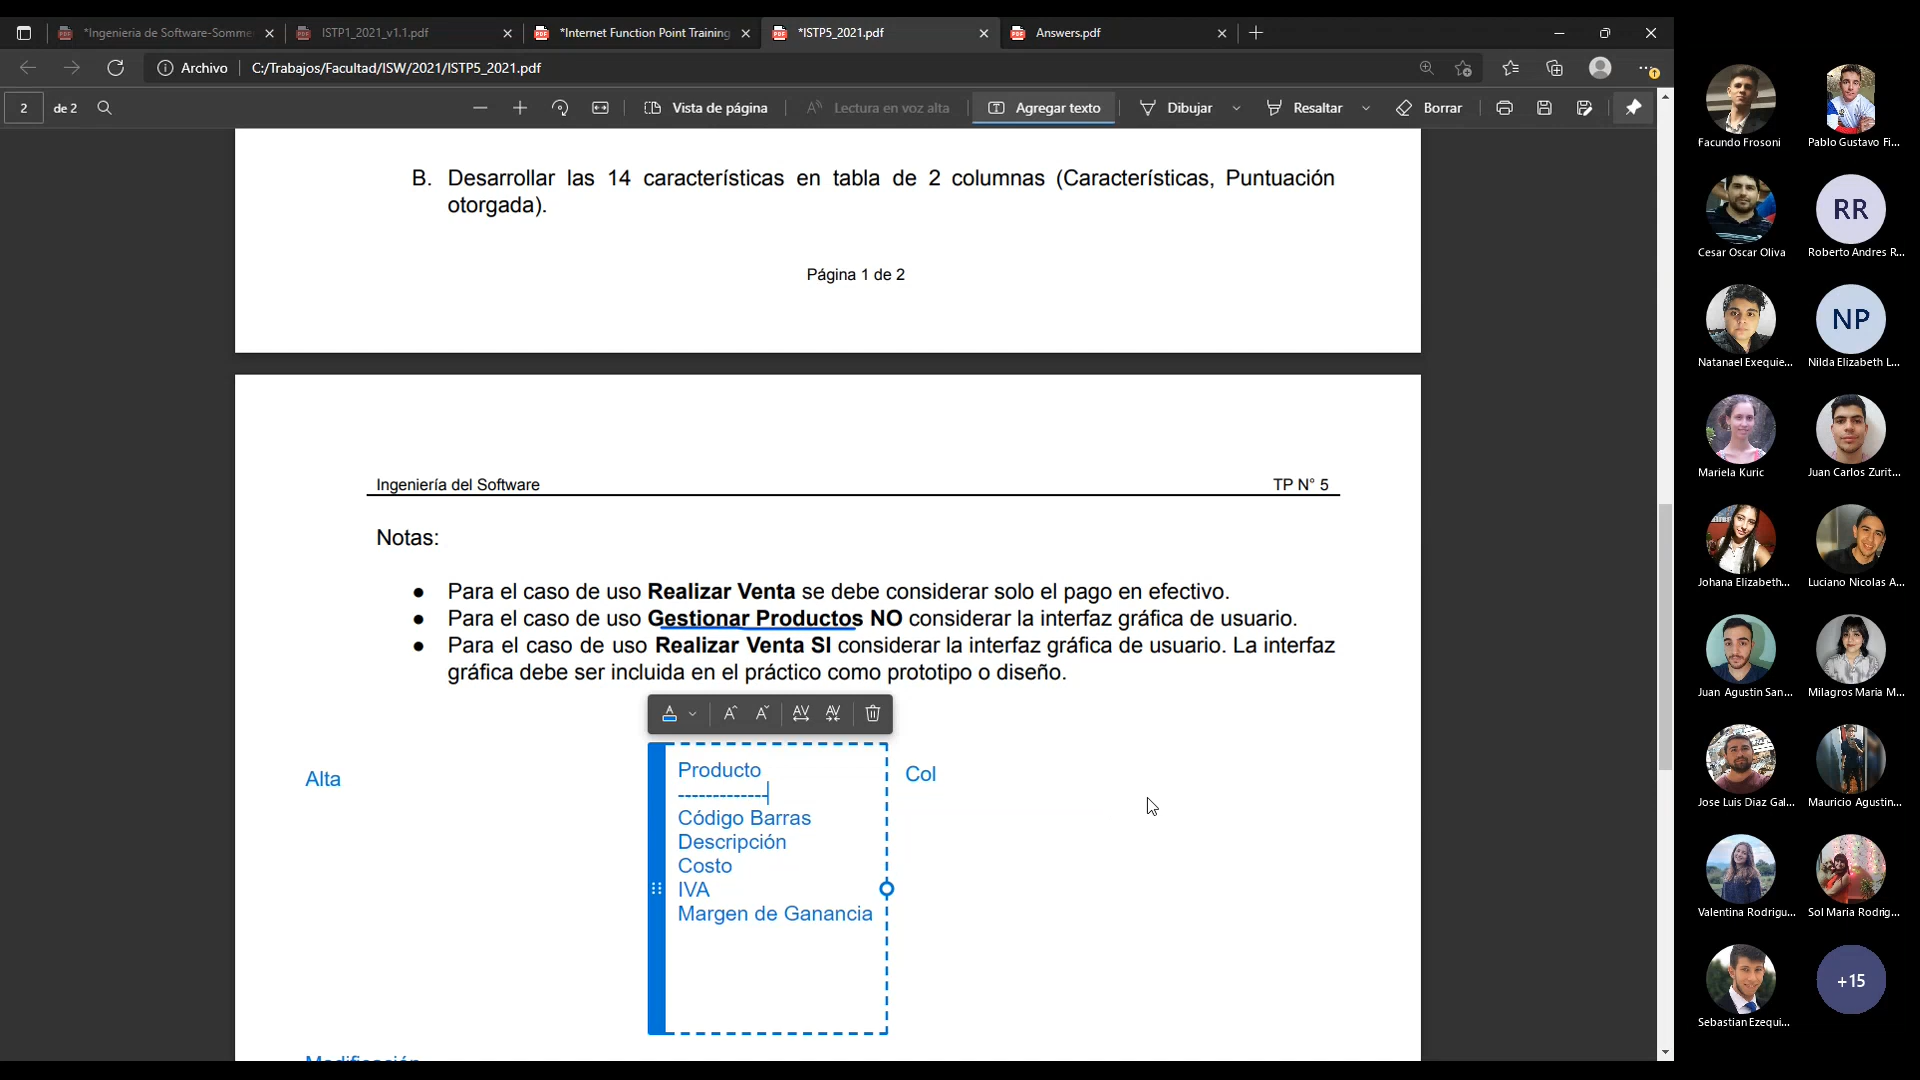 *Ingenieria de Software-Somme
ISTP1_2021_v1.1.pdf
*Internet Function Point Training
*ISTP5_2021.pdf
Answers.pdf
Archivo
C:/Trabajos/Facultad/ISW/2021/ISTP5_2021.pdf
2
de 2
Vista de página
Lectura en voz alta
Agregar texto
Dibujar
Resaltar
Borrar
B. Desarrollar las 14 características en tabla de 2 columnas (Características, Puntuación
otorgada).
Página 1 de 2
Ingeniería del Software
TP N° 5
Notas:
● Para el caso de uso Realizar Venta se debe considerar solo el pago en efectivo.
● Para el caso de uso Gestionar Productos NO considerar la interfaz gráfica de usuario.
● Para el caso de uso Realizar Venta SI considerar la interfaz gráfica de usuario. La interfaz
gráfica debe ser incluida en el práctico como prototipo o diseño.
Alta
Producto
-------------
Código Barras
Descripción
Costo
IVA
Margen de Ganancia
Col
Modificación
Facundo Frosoni
Pablo Gustavo Fi...
Cesar Oscar Oliva
RR
Roberto Andres R...
Natanael Exequie...
NP
Nilda Elizabeth L...
Mariela Kuric
Juan Carlos Zurit...
Johana Elizabeth...
Luciano Nicolas A...
Juan Agustin San...
Milagros Maria M...
Jose Luis Diaz Gal...
Mauricio Agustin...
Valentina Rodrigu...
Sol Maria Rodrig...
Sebastian Ezequi...
+15